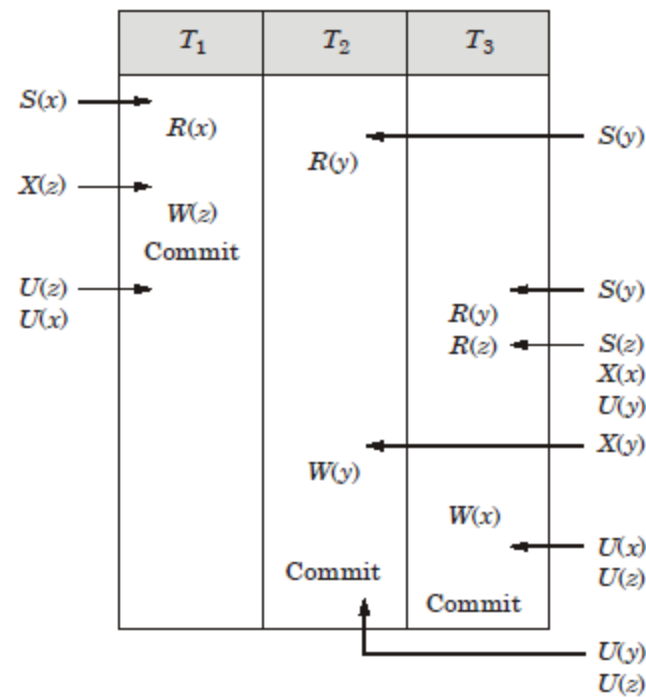 T1 T2 T3
S(x)
R(x)
S(y)
R(y)
X(z)
W(z)
Commit
U(z)
U(x)
S(y)
R(y)
R(z)
S(z)
X(x)
U(y)
X(y)
W(y)
W(x)
U(x)
U(z)
Commit
Commit
U(y)
U(z)